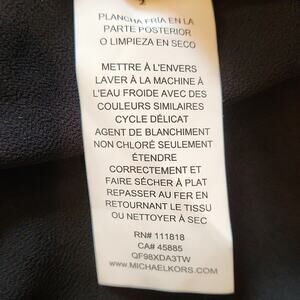 PLANCHA FRÍA EN LA
PARTE POSTERIOR
O LIMPIEZA EN SECO
METTRE À L'ENVERS
LAVER À LA MACHINE À
L'EAU FROIDE AVEC DES
COULEURS SIMILAIRES
CYCLE DÉLICAT
AGENT DE BLANCHIMENT
NON CHLORÉ SEULEMENT
ÉTENDRE
CORRECTEMENT ET
FAIRE SÉCHER À PLAT
REPASSER AU FER EN
RETOURNANT LE TISSU
OU NETTOYER À SEC
RN# 111818
CA# 45885
QF98XDA3TW
WWW.MICHAELKORS.COM